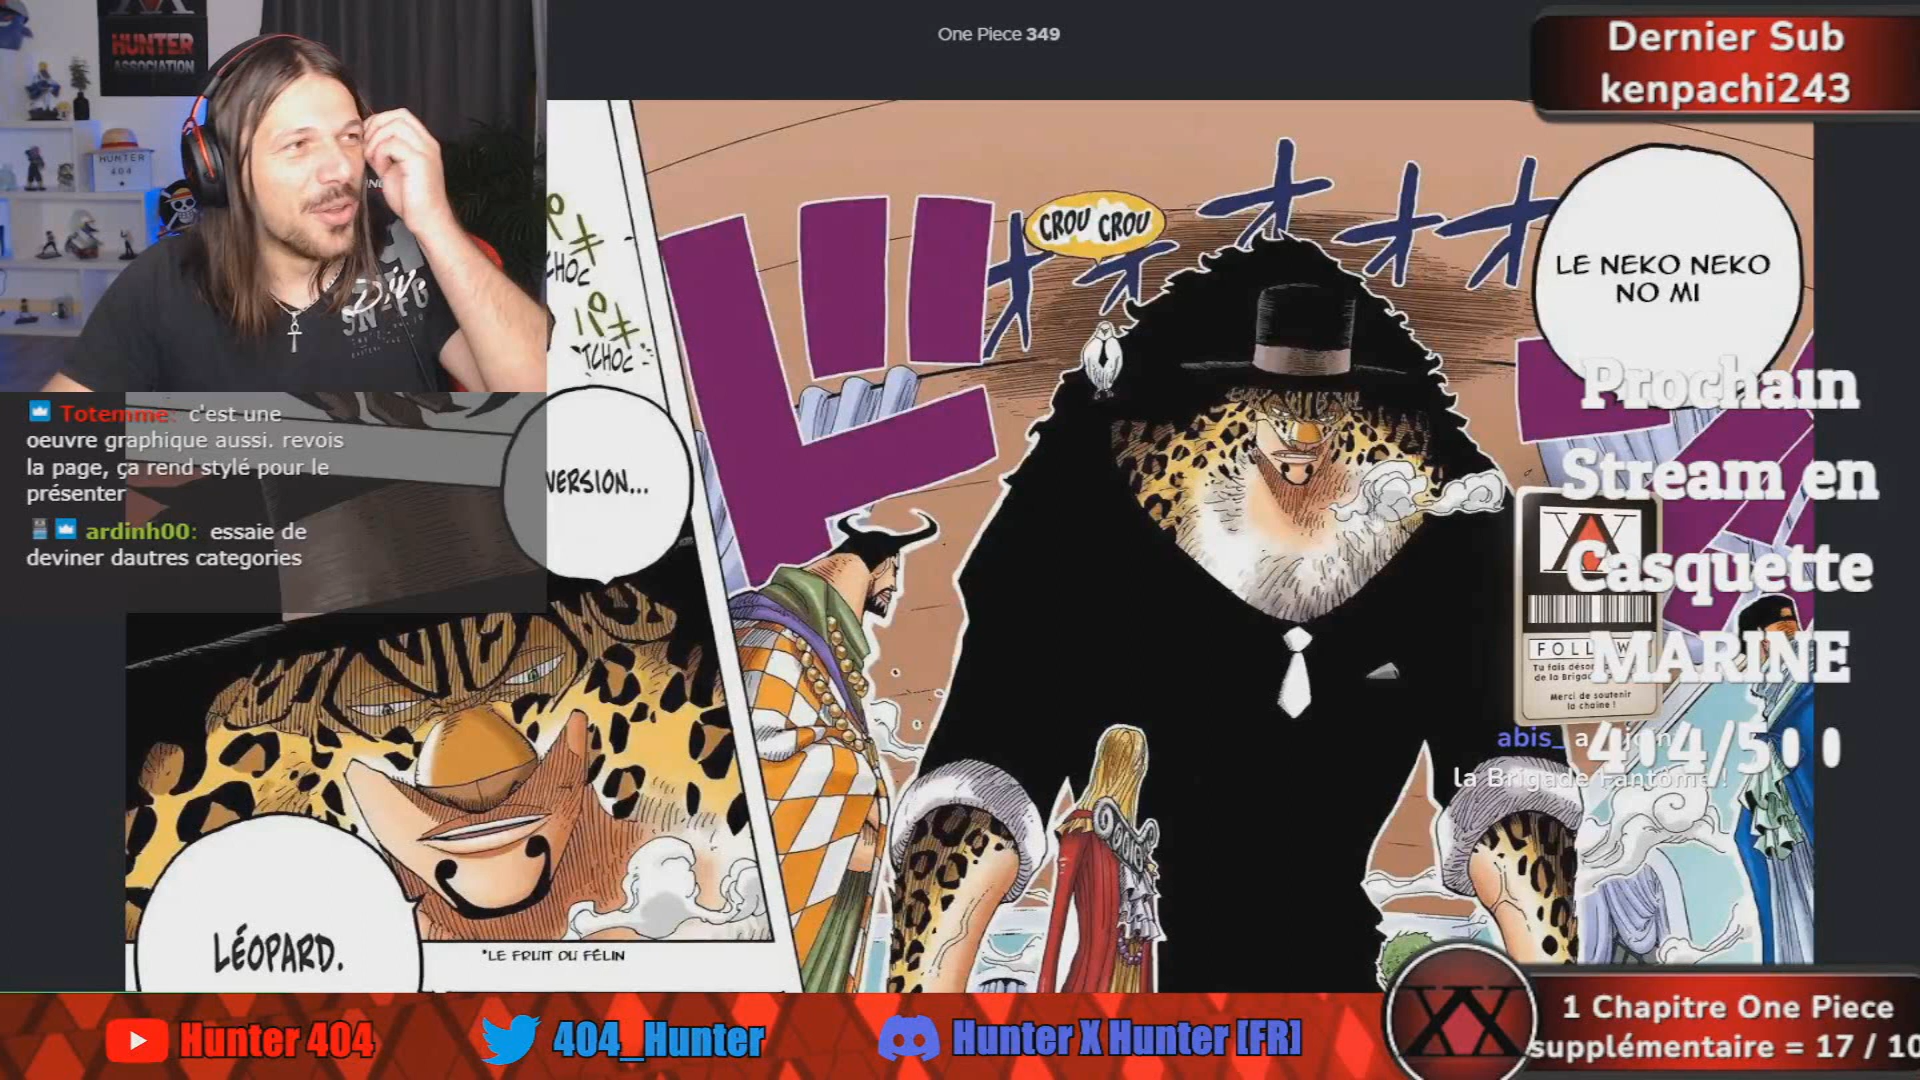 One Piece 349
Dernier Sub
kenpachi243
HUNTER
ASSOCIATION
HUNTER
404
CROU CROU
LE NEKO NEKO
NO MI
TCHOC
VERSION...
LÉOPARD.
*LE FRUIT DU FÉLIN
Totemme: c'est une
oeuvre graphique aussi. revois
la page, ça rend stylé pour le
présenter
ardinh00: essaie de
deviner dautres categories
Prochain
Stream en
Casquette
MARINE
404/500
Merci de soutenir
la chaîne !
abis_
la Brigade Fantôme !
Hunter 404
404_Hunter
Hunter X Hunter [FR]
1 Chapitre One Piece
supplémentaire = 17 / 10